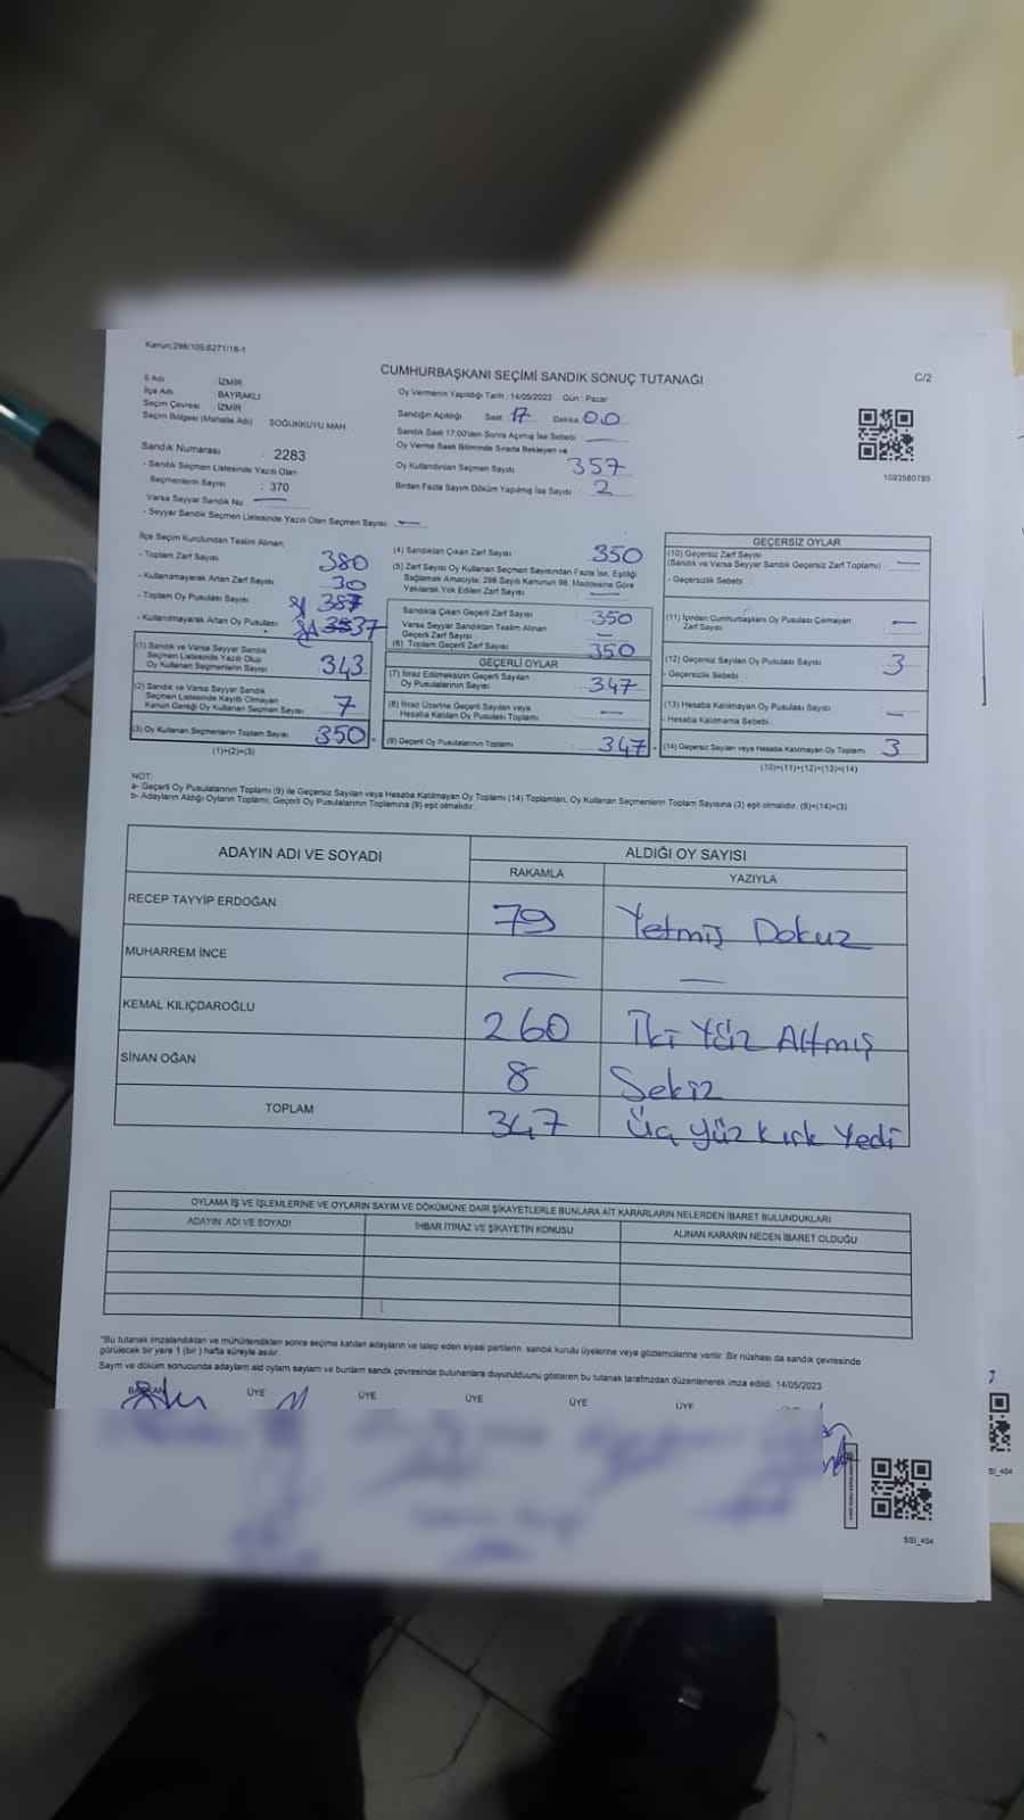 Kanun:298/105,6271/16-1
CUMHURBAŞKANI SEÇİMİ SANDIK SONUÇ TUTANAĞI
C/2
İl Adı : İZMİR
İlçe Adı : BAYRAKLI
Seçim Çevresi : İZMİR
Seçim Bölgesi (Mahalle Adı) SOĞUKKUYU MAH
Sandık Numarası : 2283
- Sandık Seçmen Listesinde Yazılı Olan
Seçmenlerin Sayısı : 370
Varsa Seyyar Sandık No —
- Seyyar Sandık Seçmen Listesinde Yazılı Olan Seçmen Sayısı —
Oy Vermenin Yapıldığı Tarih : 14/05/2023 Gün : Pazar
Sandığın Açıldığı Saat 17 Dakika 00
Sandık Saat 17:00'dan Sonra Açılmış İse Sebebi —
Oy Verme Saati Bitiminde Sırada Bekleyen ve
Oy Kullandırılan Seçmen Sayısı 357
Birden Fazla Sayım Döküm Yapılmış İse Sayısı 2
1093580795
İlçe Seçim Kurulundan Teslim Alınan
- Toplam Zarf Sayısı 380
- Kullanılmayarak Artan Zarf Sayısı 30
- Toplam Oy Pusulası Sayısı 387
- Kullanılmayarak Artan Oy Pusulası 37
(1) Sandık ve Varsa Seyyar Sandık
Seçmen Listesinde Yazılı Olup
Oy Kullanan Seçmenlerin Sayısı 343
(2) Sandık ve Varsa Seyyar Sandık
Seçmen Listesinde Kayıtlı Olmayan
Kanun Gereği Oy Kullanan Seçmen Sayısı 7
(3) Oy Kullanan Seçmenlerin Toplam Sayısı 350
(1)+(2)=(3)
(4) Sandıktan Çıkan Zarf Sayısı 350
(5) Zarf Sayısı Oy Kullanan Seçmen Sayısından Fazla İse, Eşitliği
Sağlamak Amacıyla; 298 Sayılı Kanunun 98. Maddesine Göre
Yakılarak Yok Edilen Zarf Sayısı —
Sandıkta Çıkan Geçerli Zarf Sayısı 350
Varsa Seyyar Sandıktan Teslim Alınan
Geçerli Zarf Sayısı —
(6) Toplam Geçerli Zarf Sayısı 350
GEÇERLİ OYLAR
(7) İtiraz Edilmeksizin Geçerli Sayılan
Oy Pusulalarının Sayısı 347
(8) İtiraz Üzerine Geçerli Sayılan veya
Hesaba Katılan Oy Pusulası Toplamı —
(9) Geçerli Oy Pusulalarının Toplamı 347
GEÇERSİZ OYLAR
(10) Geçersiz Zarf Sayısı
(Sandık ve Varsa Seyyar Sandık Geçersiz Zarf Toplamı) —
- Geçersizlik Sebebi
(11) İçinden Cumhurbaşkanı Oy Pusulası Çıkmayan
Zarf Sayısı —
(12) Geçersiz Sayılan Oy Pusulası Sayısı 3
- Geçersizlik Sebebi
(13) Hesaba Katılmayan Oy Pusulası Sayısı —
- Hesaba Katılmama Sebebi
(14) Geçersiz Sayılan veya Hesaba Katılmayan Oy Toplamı 3
(10)+(11)+(12)+(13)=(14)
NOT:
a- Geçerli Oy Pusulalarının Toplamı (9) ile Geçersiz Sayılan veya Hesaba Katılmayan Oy Toplamı (14) Toplamları, Oy Kullanan Seçmenlerin Toplam Sayısına (3) eşit olmalıdır. (9)+(14)=(3)
b- Adayların Aldığı Oyların Toplamı, Geçerli Oy Pusulalarının Toplamına (9) eşit olmalıdır.
ADAYIN ADI VE SOYADI ALDIĞI OY SAYISI
RAKAMLA YAZIYLA
RECEP TAYYİP ERDOĞAN 79 Yetmiş Dokuz
MUHARREM İNCE — —
KEMAL KILIÇDAROĞLU 260 İki Yüz Altmış
SİNAN OĞAN 8 Sekiz
TOPLAM 347 Üç yüz kırk Yedi
OYLAMA İŞ VE İŞLEMLERİNE VE OYLARIN SAYIM VE DÖKÜMÜNE DAİR ŞİKAYETLERLE BUNLARA AİT KARARLARIN NELERDEN İBARET BULUNDUKLARI
ADAYIN ADI VE SOYADI İHBAR İTİRAZ VE ŞİKAYETİN KONUSU ALINAN KARARIN NEDEN İBARET OLDUĞU
"Bu tutanak imzalandıktan ve mühürlendikten sonra seçime katılan adayların ve talep eden siyasi partilerin, sandık kurulu üyelerine veya gözlemcilerine verilir. Bir nüshası da sandık çevresinde
görülecek bir yere 1 (bir) hafta süreyle asılır.
Sayım ve döküm sonucunda adayların aldığı oyların sayıları ve bunların sandık çevresinde bulunanlara duyurulduğunu gösteren bu tutanak tarafımızdan düzenlenerek imza edildi. 14/05/2023
BAŞKAN ÜYE ÜYE ÜYE ÜYE ÜYE
SSI_404